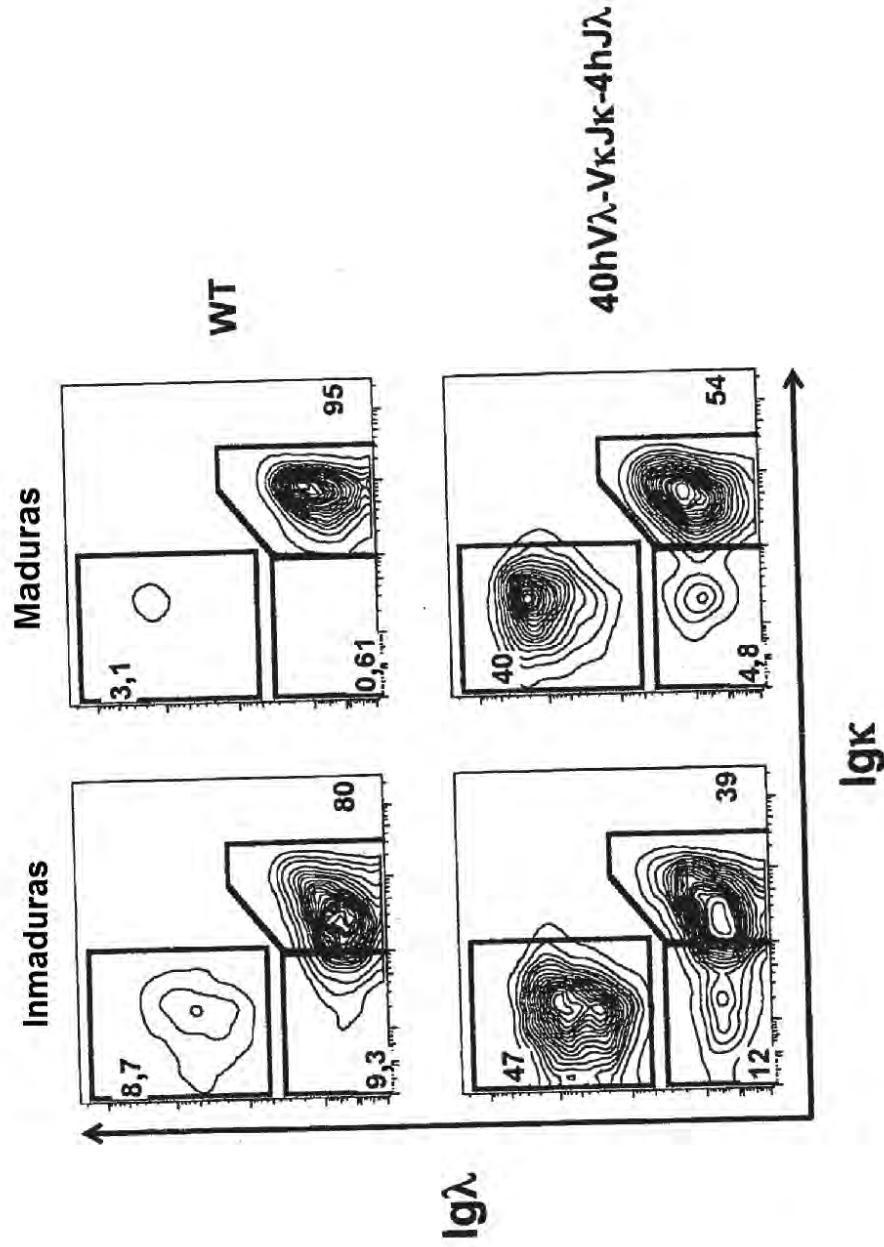 Inmaduras
Maduras
8,7
9,3
80
3,1
0,61
95
WT
47
12
39
40
4,8
54
40hVλ-VκJκ-4hJλ
Igλ
Igκ